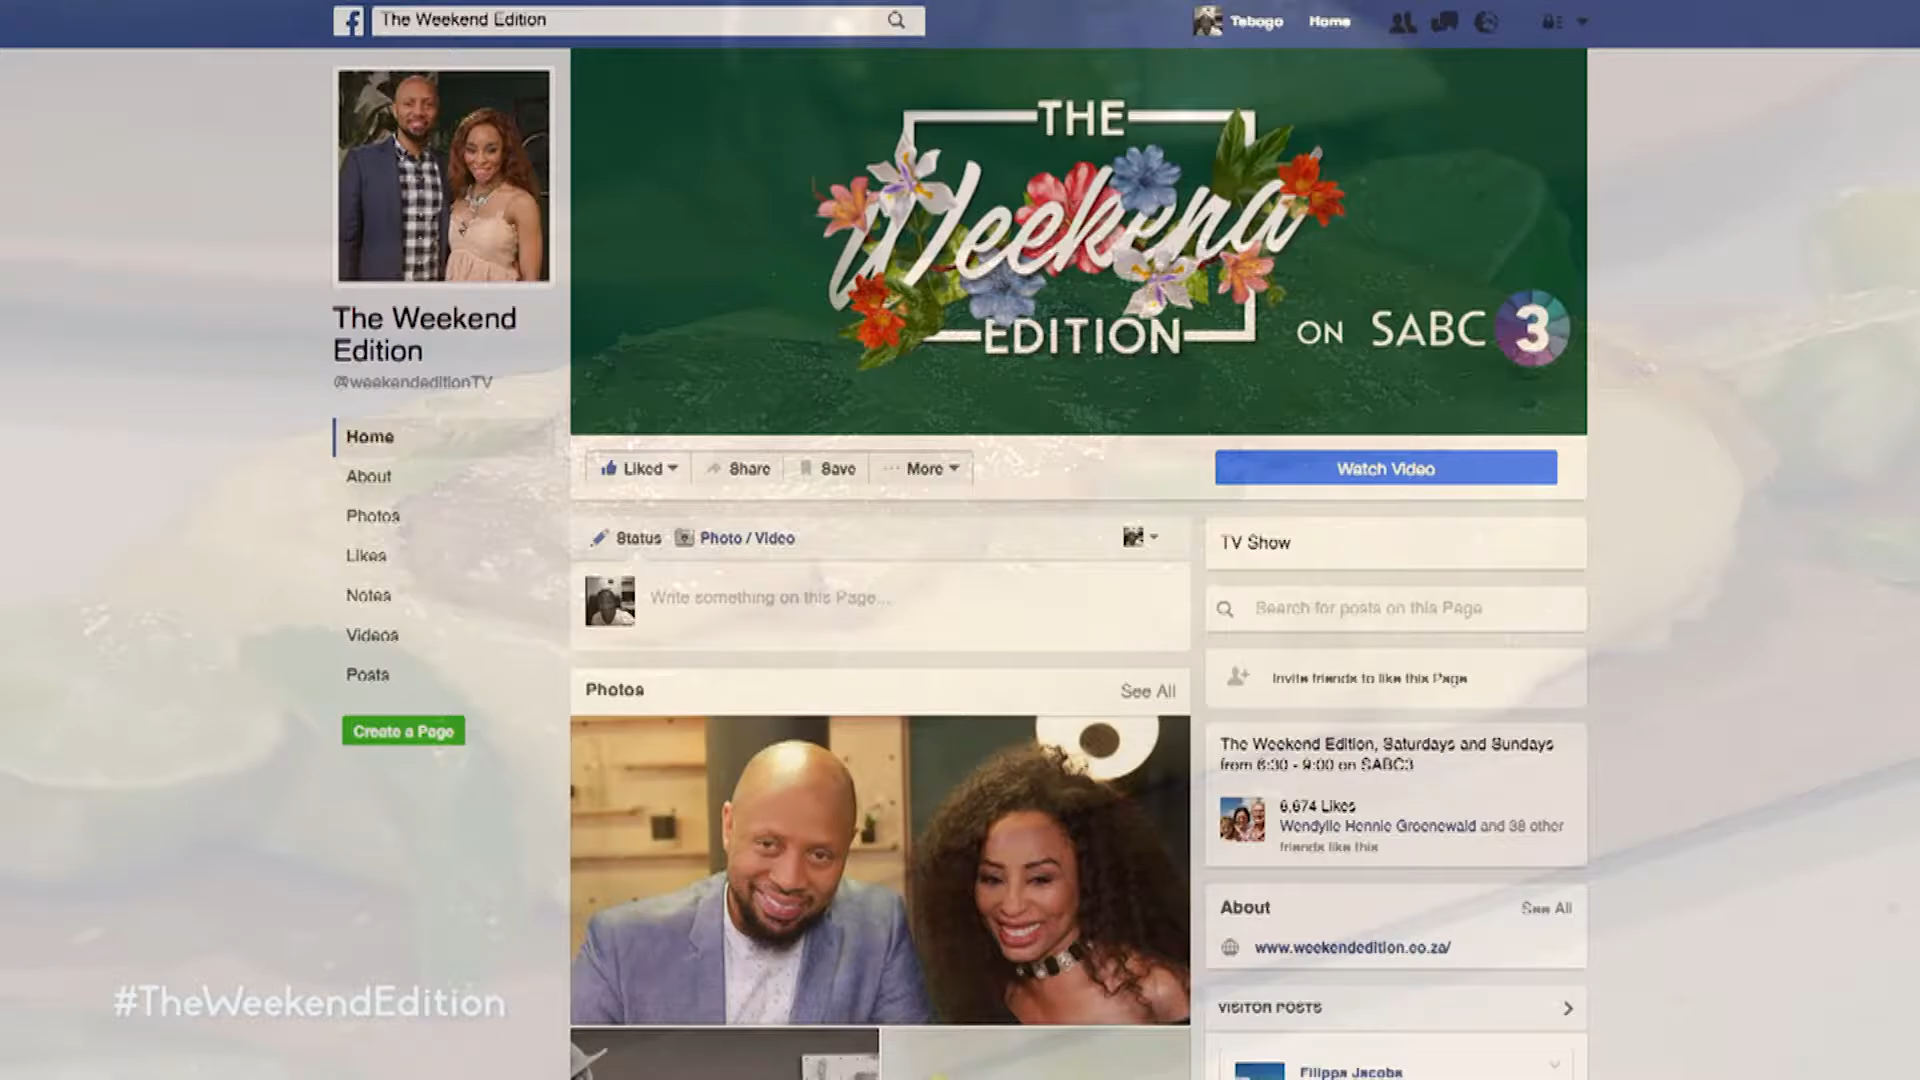 The Weekend Edition
Tebogo Home
THE
Weekend
EDITION
ON SABC 3
The Weekend
Edition
@weekendeditionTV
Home
About
Photos
Likes
Notes
Videos
Posts
Create a Page
Liked Share Save More
Watch Video
Status Photo / Video
Write something on this Page...
Photos See All
TV Show
Search for posts on this Page
Invite friends to like this Page
The Weekend Edition, Saturdays and Sundays
from 8:30 - 9:00 on SABC3
6,674 Likes
Wendylle Hennie Groenewald and 38 other
friends like this
About See All
www.weekendedition.co.za/
VISITOR POSTS
Filippa Jacobs
#TheWeekendEdition